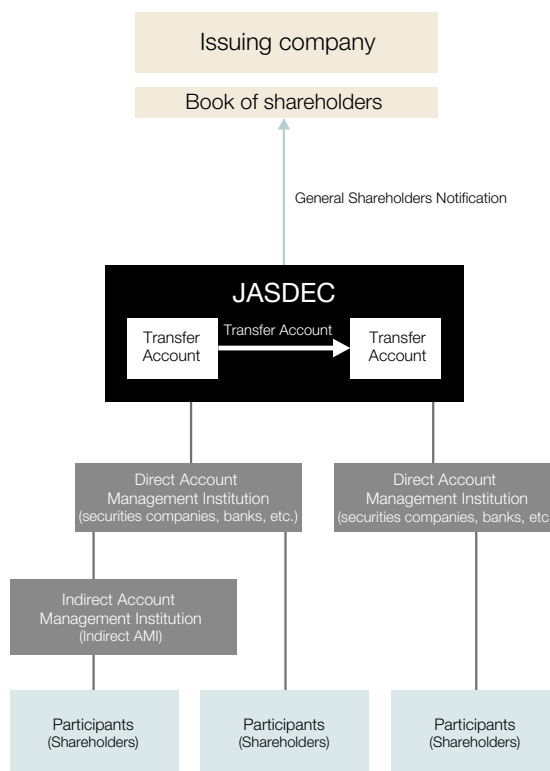 Issuing company
Book of shareholders
General Shareholders Notification
JASDEC
Transfer
Account
Transfer Account
Transfer
Account
Direct Account
Management Institution
(securities companies, banks, etc.)
Direct Account
Management Institution
(securities companies, banks, etc
Indirect Account
Management Institution
(Indirect AMI)
Participants
(Shareholders)
Participants
(Shareholders)
Participants
(Shareholders)